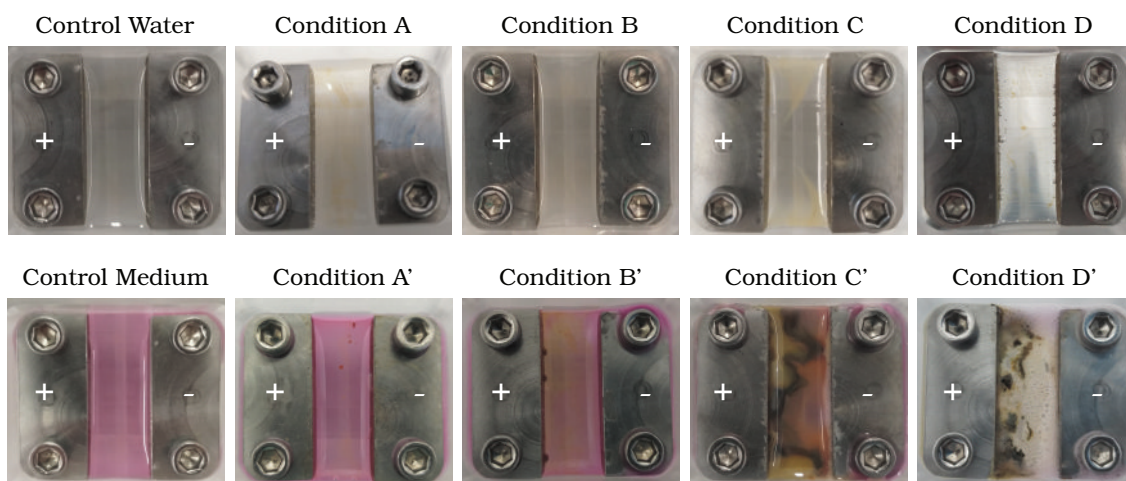 Control Water Condition A Condition B Condition C Condition D
+ - + - + - + - + -
Control Medium Condition A’ Condition B’ Condition C’ Condition D’
+ - + - + - + - + -